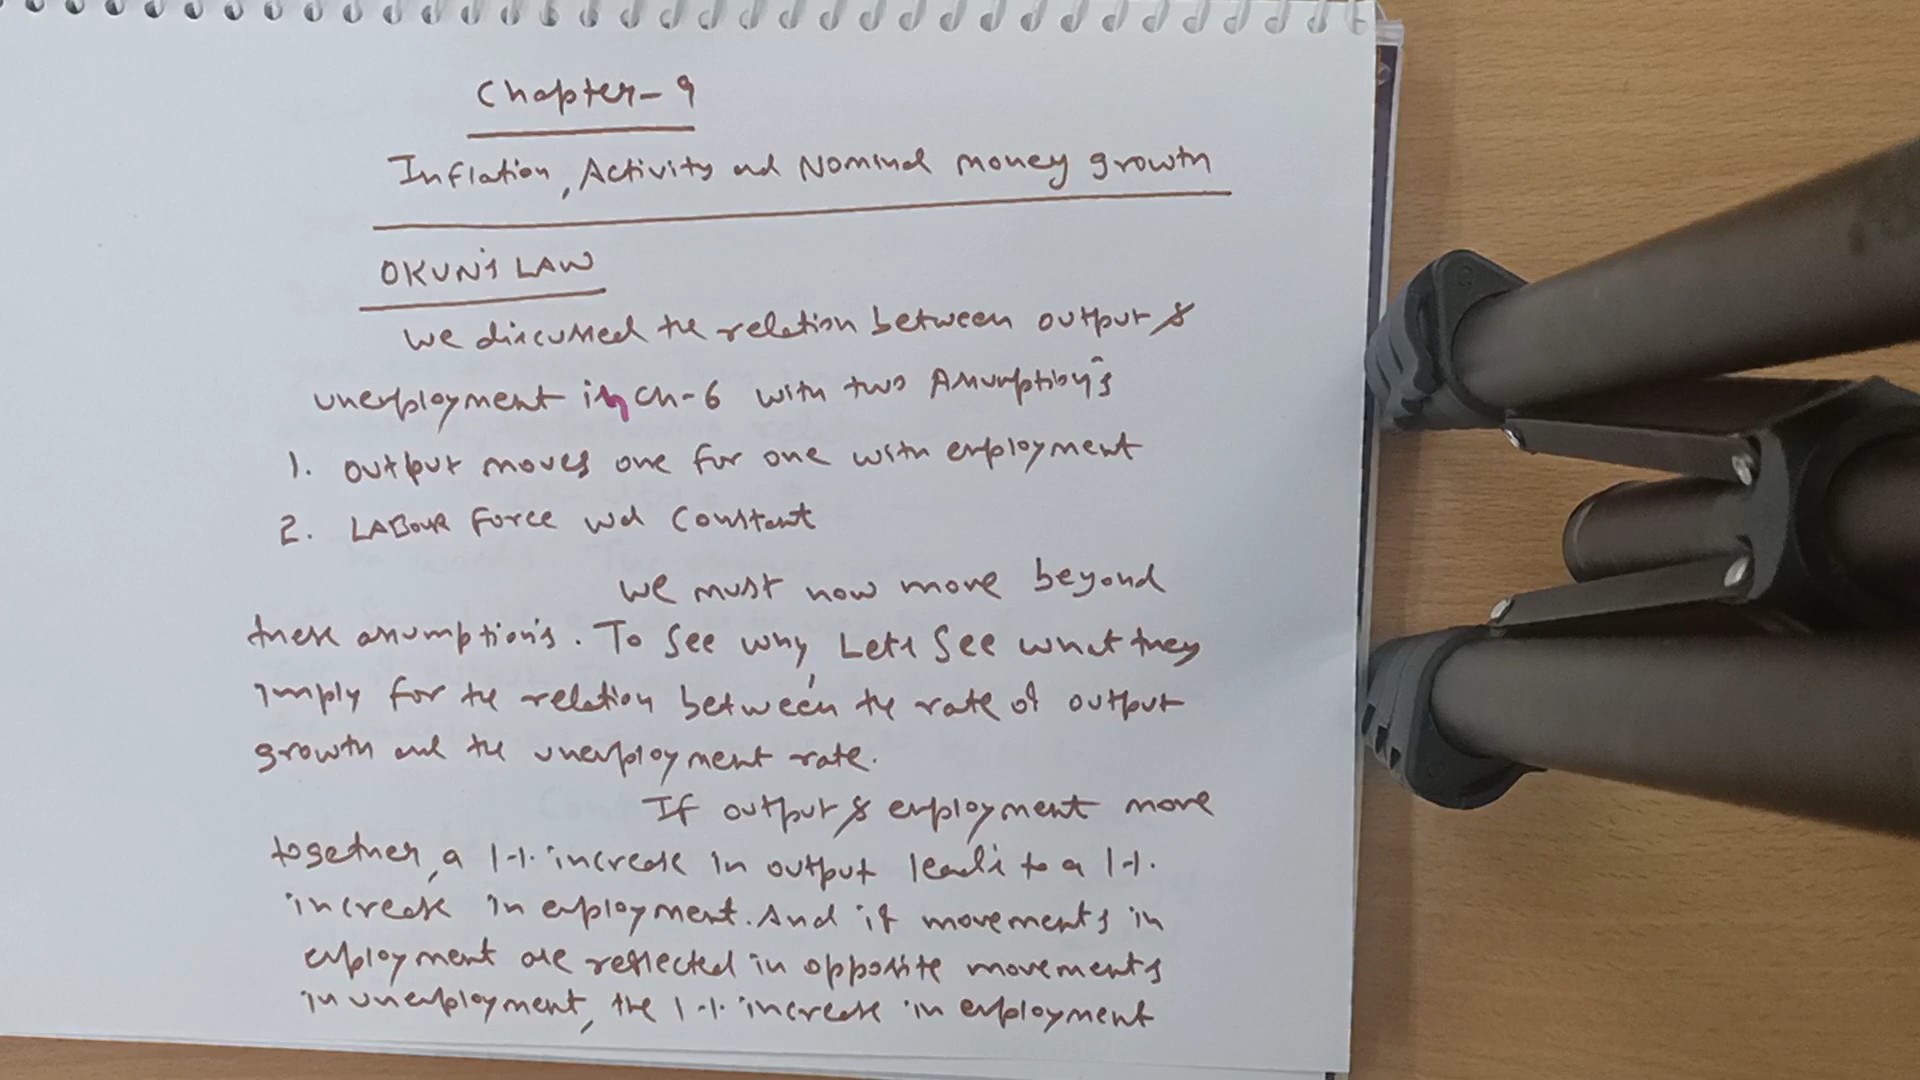 Chapter-9
Inflation, Activity and Nominal money growth
OKUN's LAW
We discussed the relation between output &
unemployment in ch-6 with two Assumption's
1. output moves one for one with employment
2. LABOUR Force was Constant
We must now move beyond
these assumption's. To See why, Lets See what they
imply for the relation between the rate of output
growth and the unemployment rate.
If output & employment move
together, a 1% increase in output leads to a 1%
increase in employment. And if movements in
employment are reflected in opposite movements
in unemployment, the 1% increase in employment